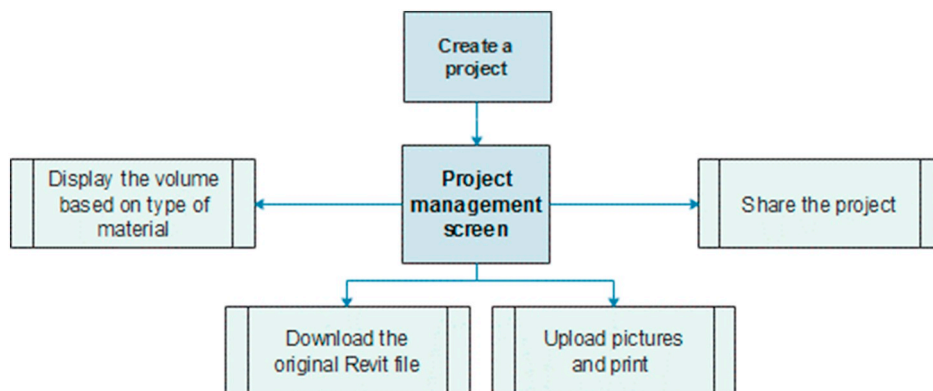 Create a
project
Display the volume
based on type of
material
Project
management
screen
Share the project
Download the
original Revit file
Upload pictures
and print